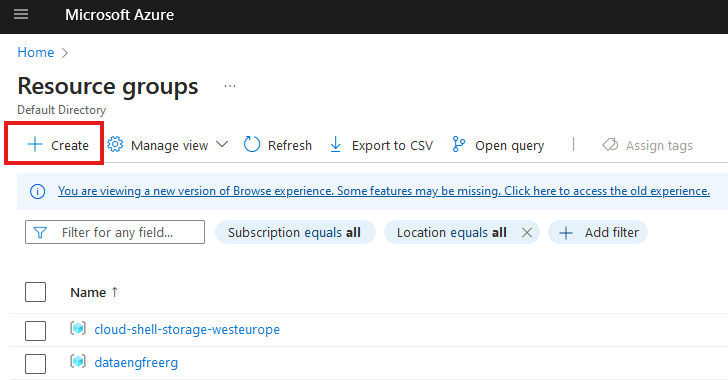 Microsoft Azure
Home >
Resource groups ...
Default Directory
+ Create Manage view Refresh Export to CSV Open query Assign tags
You are viewing a new version of Browse experience. Some features may be missing. Click here to access the old experience.
Filter for any field... Subscription equals all Location equals all × + Add filter
Name ↑
cloud-shell-storage-westeurope
dataengfreerg